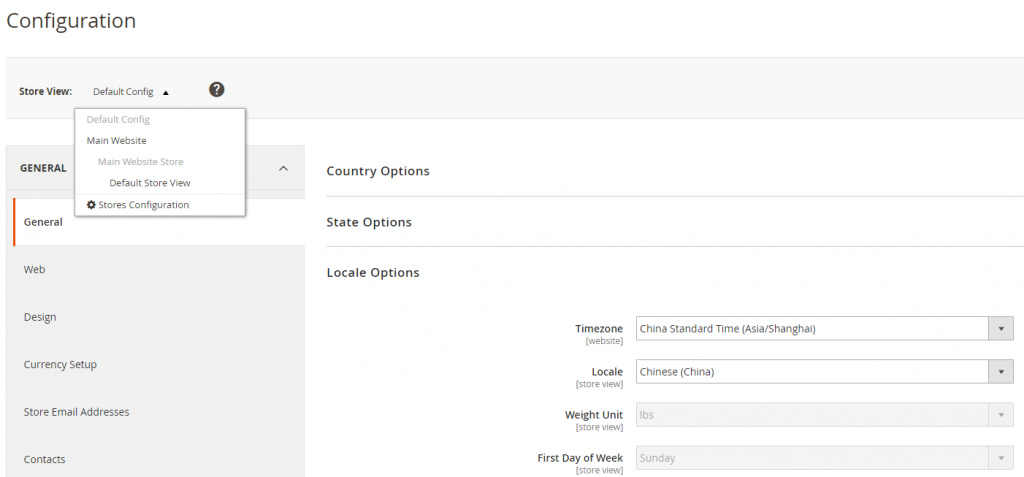 Configuration
Store View: Default Config
Default Config
Main Website
Main Website Store
Default Store View
Stores Configuration
GENERAL
General
Web
Design
Currency Setup
Store Email Addresses
Contacts
Country Options
State Options
Locale Options
Timezone China Standard Time (Asia/Shanghai)
[website]
Locale Chinese (China)
[store view]
Weight Unit lbs
[store view]
First Day of Week Sunday
[store view]